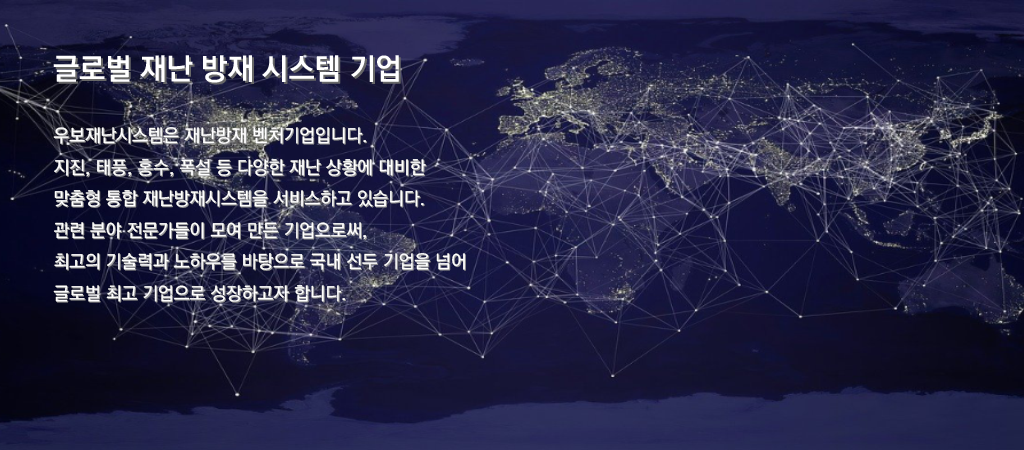 글로벌 재난 방재 시스템 기업
우보재난시스템은 재난방재 벤처기업입니다.
지진, 태풍, 홍수, 폭설 등 다양한 재난 상황에 대비한
맞춤형 통합 재난방재시스템을 서비스하고 있습니다.
관련 분야 전문가들이 모여 만든 기업으로써,
최고의 기술력과 노하우를 바탕으로 국내 선두 기업을 넘어
글로벌 최고 기업으로 성장하고자 합니다.